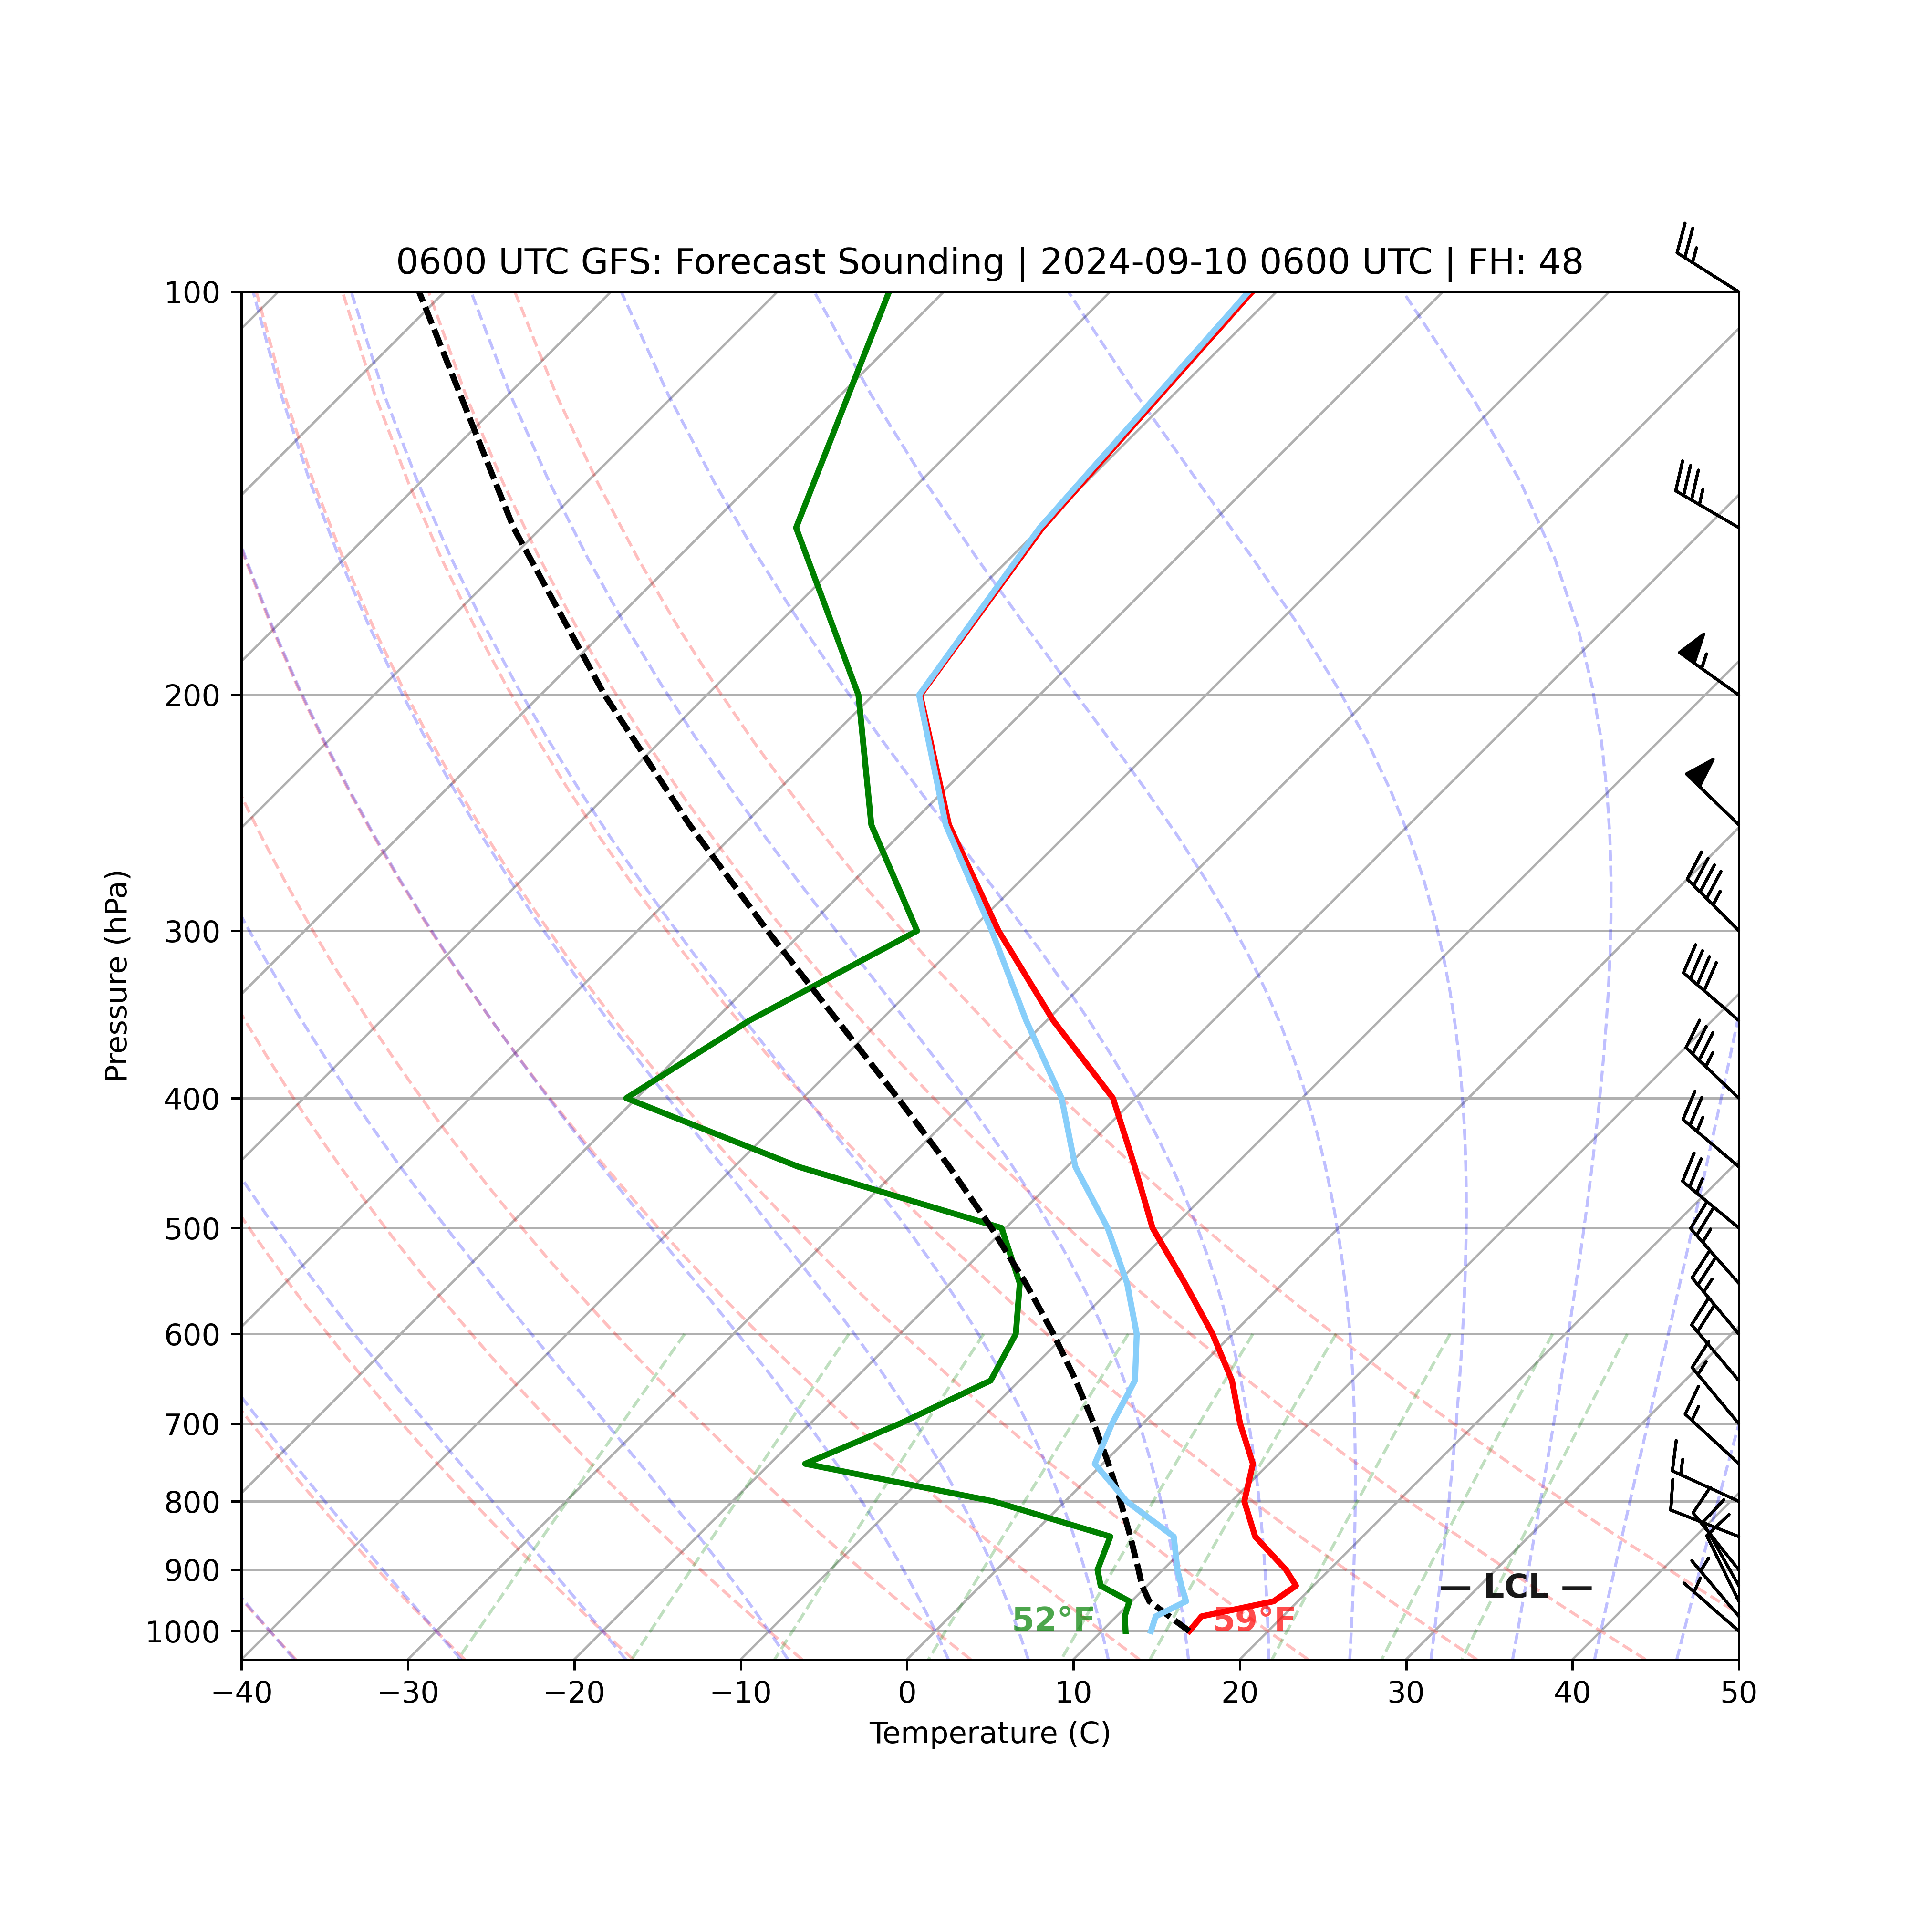 0600 UTC GFS: Forecast Sounding | 2024-09-10 0600 UTC | FH: 48
100
200
300
400
500
600
700
800
900
1000
Pressure (hPa)
— LCL —
52°F
59°F
−40 −30 −20 −10 0 10 20 30 40 50
Temperature (C)